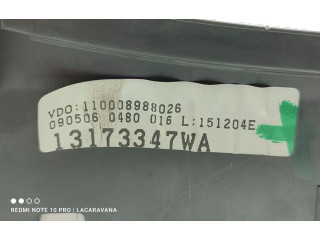 VDO:110008988026
090506 0480 016 L:151204E
13173347WA
REDMI NOTE 10 PRO | LACARAVANA